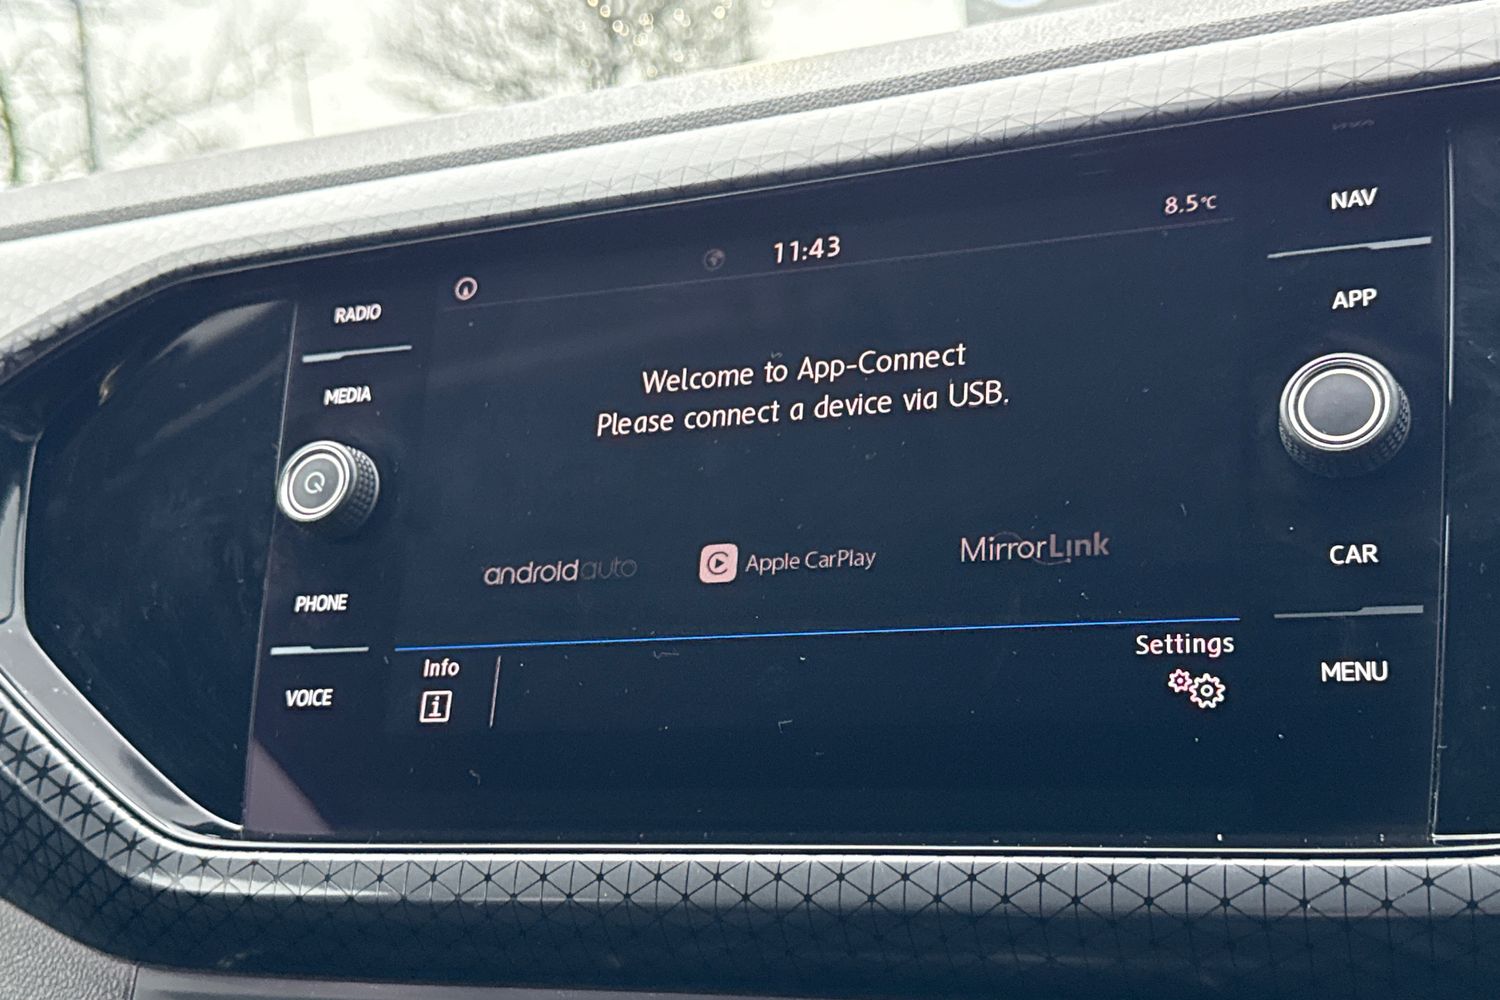 8.5°C
11:43
NAV
RADIO
APP
MEDIA
Welcome to App-Connect
Please connect a device via USB.
androidauto
Apple CarPlay
MirrorLink
CAR
PHONE
Settings
Info
i
VOICE
MENU